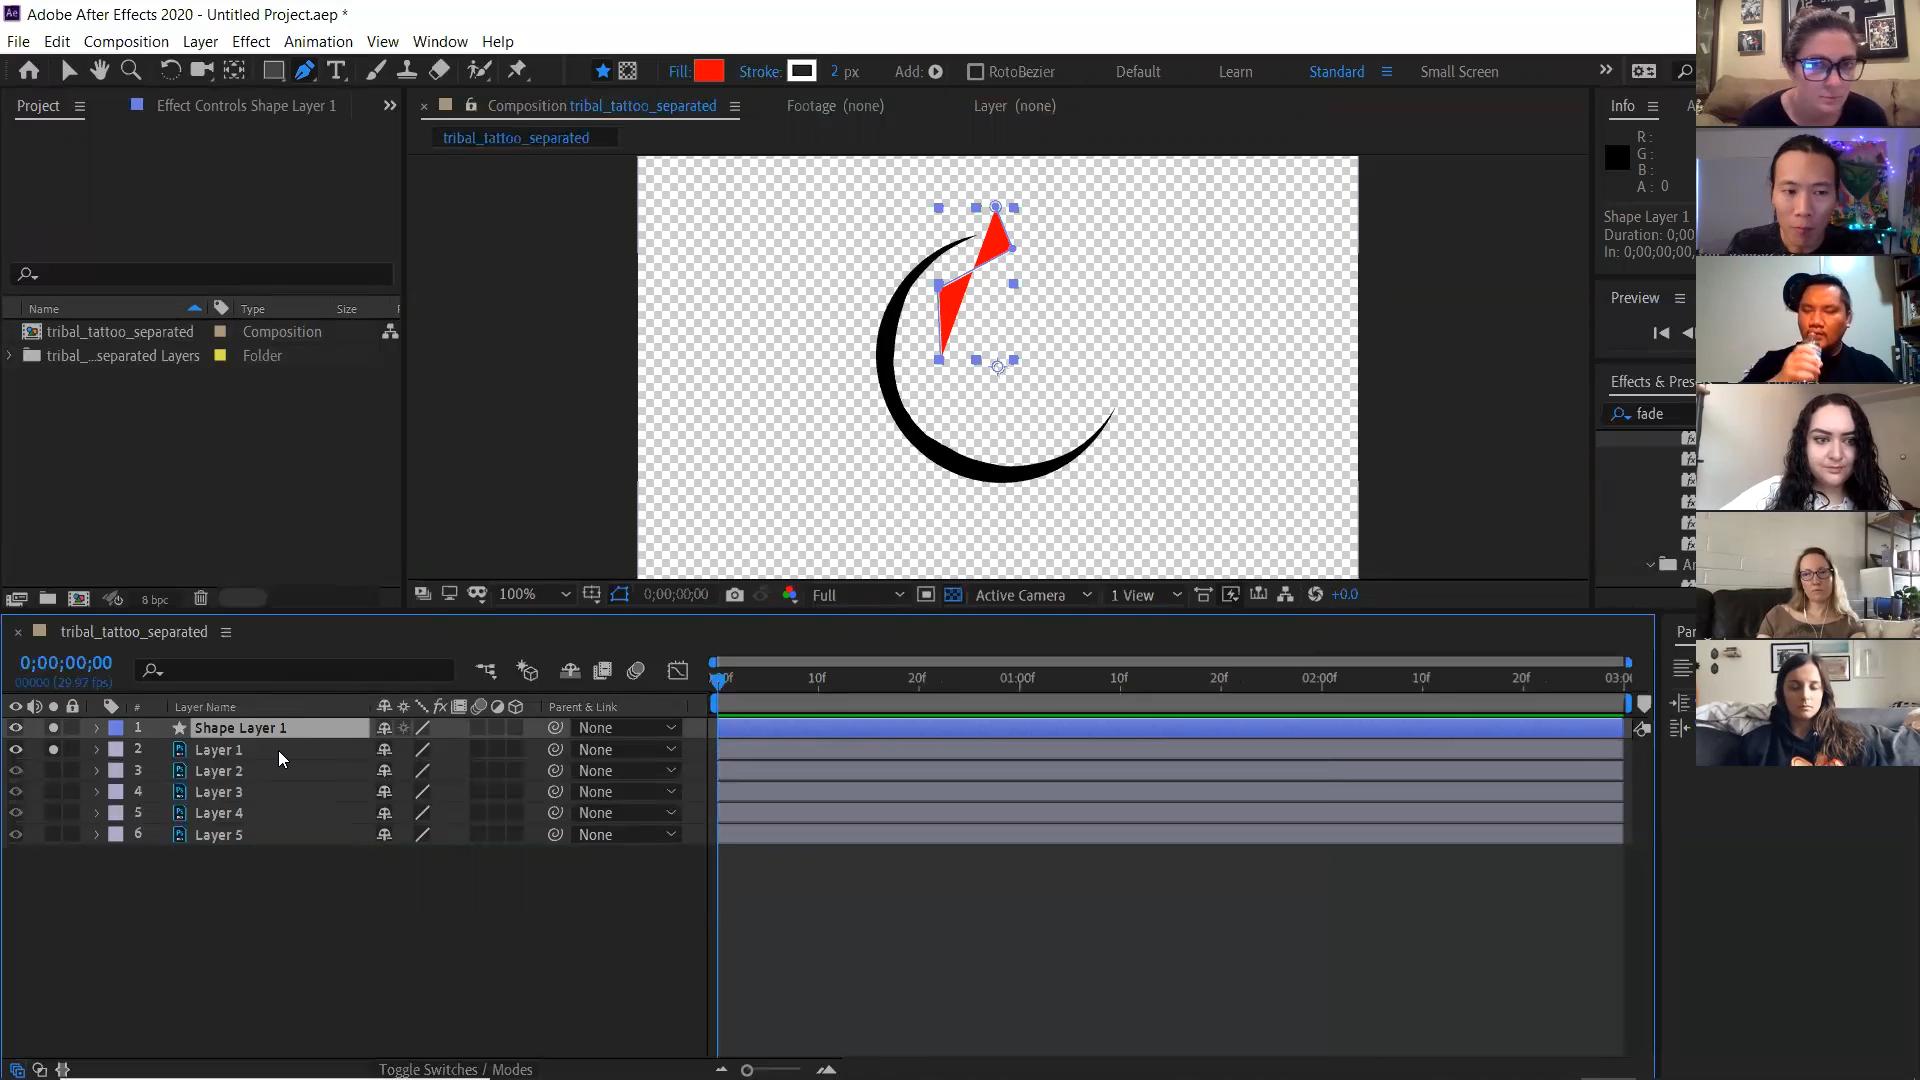 Ae Adobe After Effects 2020 - Untitled Project.aep *
File Edit Composition Layer Effect Animation View Window Help
T Fill: Stroke: 2 px Add: RotoBezier Default Learn Standard Small Screen
Project Effect Controls Shape Layer 1 Composition tribal_tattoo_separated Footage (none) Layer (none) Info
tribal_tattoo_separated
R:
G:
B:
A: 0
Shape Layer 1
Duration: 0;00
In: 0;00;00;00,
Name Type Size
tribal_tattoo_separated Composition
tribal_...separated Layers Folder
Preview
Effects & Pres
fade
8 bpc 100% 0;00;00;00 Full Active Camera 1 View +0.0
tribal_tattoo_separated
0;00;00;00
00000 (29.97 fps)
10f 20f 01:00f 10f 20f 02:00f 10f 20f
# Layer Name fx Parent & Link
1 Shape Layer 1 None
2 Layer 1 None
3 Layer 2 None
4 Layer 3 None
5 Layer 4 None
6 Layer 5 None
Toggle Switches / Modes